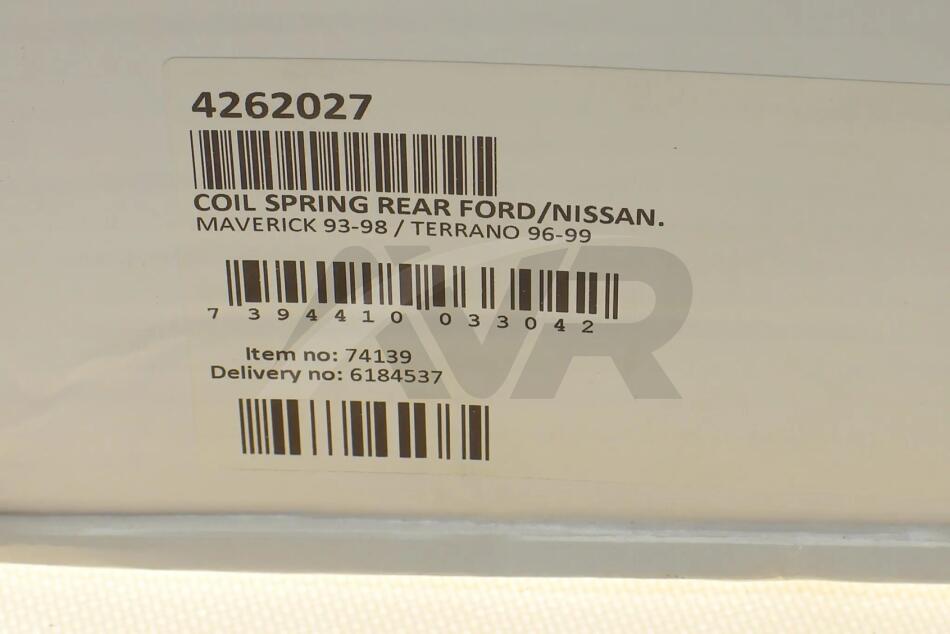 4262027
COIL SPRING REAR FORD/NISSAN.
MAVERICK 93-98 / TERRANO 96-99
7 394410 033042
Item no: 74139
Delivery no: 6184537
AVR